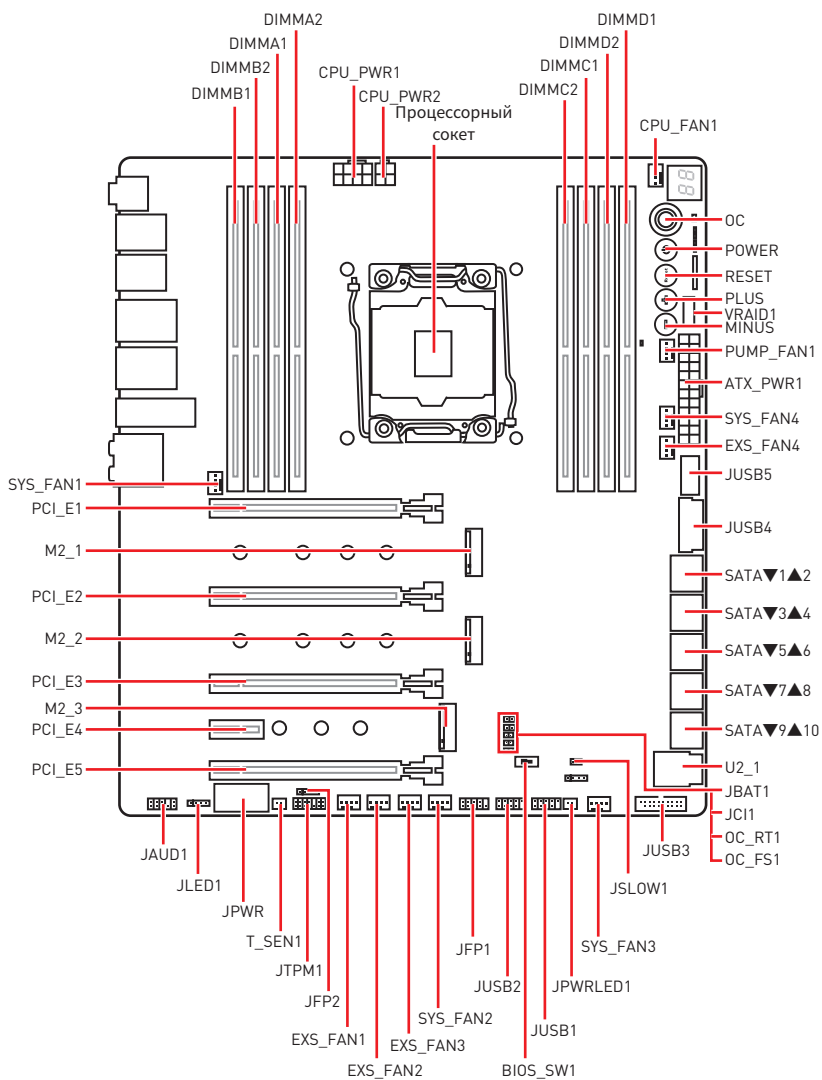 DIMMA2
DIMMA1
DIMMB2
DIMMB1
CPU_PWR1
CPU_PWR2
Процессорный
сокет
DIMMD1
DIMMD2
DIMMC1
DIMMC2
CPU_FAN1
88
OC
POWER
RESET
PLUS
VRAID1
MINUS
PUMP_FAN1
ATX_PWR1
SYS_FAN4
EXS_FAN4
JUSB5
JUSB4
SATA▼1▲2
SATA▼3▲4
SATA▼5▲6
SATA▼7▲8
SATA▼9▲10
U2_1
JBAT1
JCI1
OC_RT1
OC_FS1
SYS_FAN1
PCI_E1
M2_1
PCI_E2
M2_2
PCI_E3
M2_3
PCI_E4
PCI_E5
JAUD1
JLED1
JPWR
T_SEN1
JTPM1
JFP2
EXS_FAN1
EXS_FAN2
EXS_FAN3
SYS_FAN2
JFP1
JUSB2
BIOS_SW1
JUSB1
JPWRLED1
SYS_FAN3
JSLOW1
JUSB3